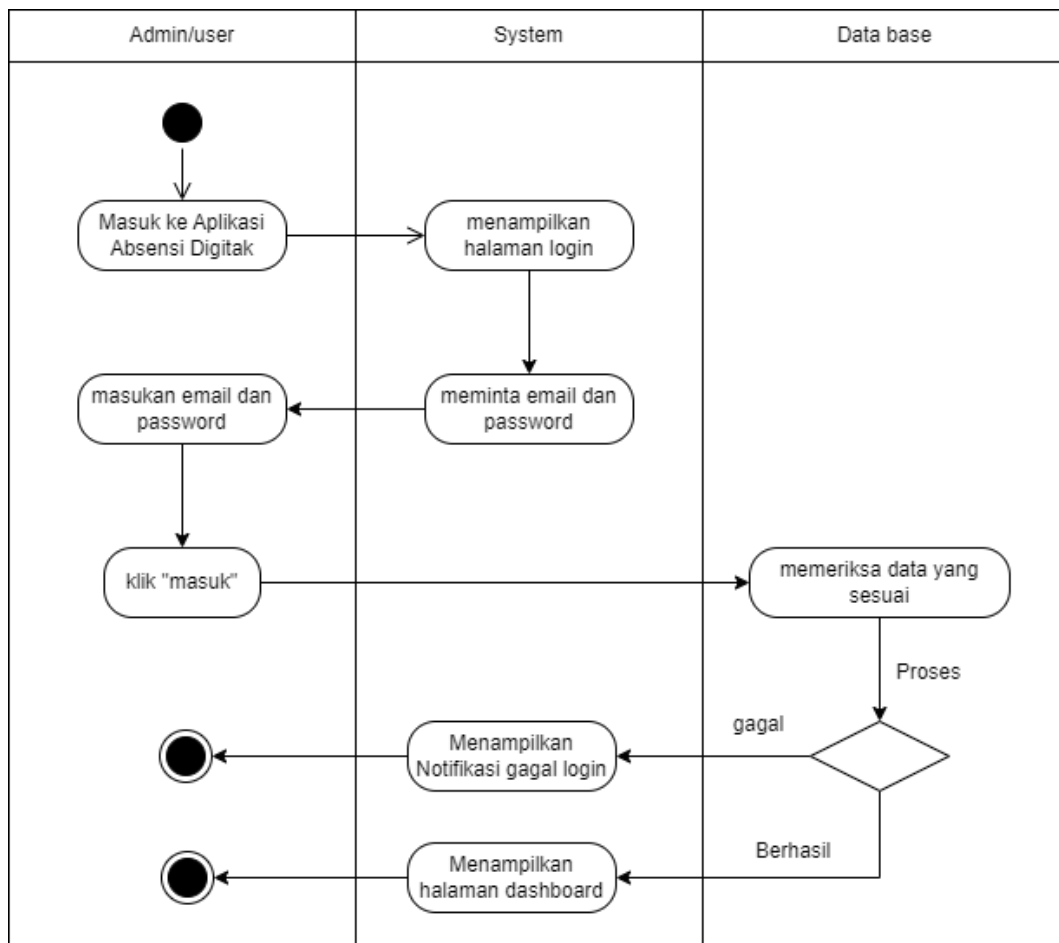 Admin/user
System
Data base
Masuk ke Aplikasi
Absensi Digitak
menampilkan
halaman login
masukan email dan
password
meminta email dan
password
klik "masuk"
memeriksa data yang
sesuai
Proses
gagal
Menampilkan
Notifikasi gagal login
Berhasil
Menampilkan
halaman dashboard